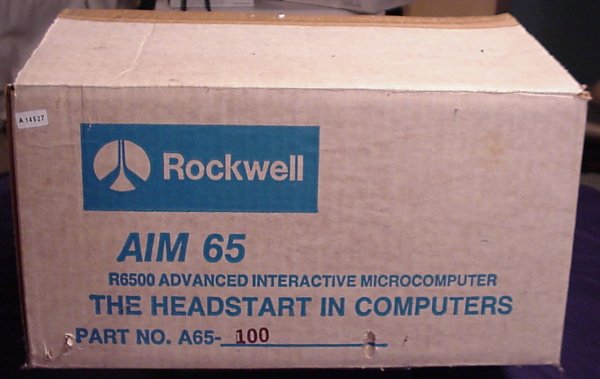 A 14527
Rockwell
AIM 65
R6500 ADVANCED INTERACTIVE MICROCOMPUTER
THE HEADSTART IN COMPUTERS
PART NO. A65- 100